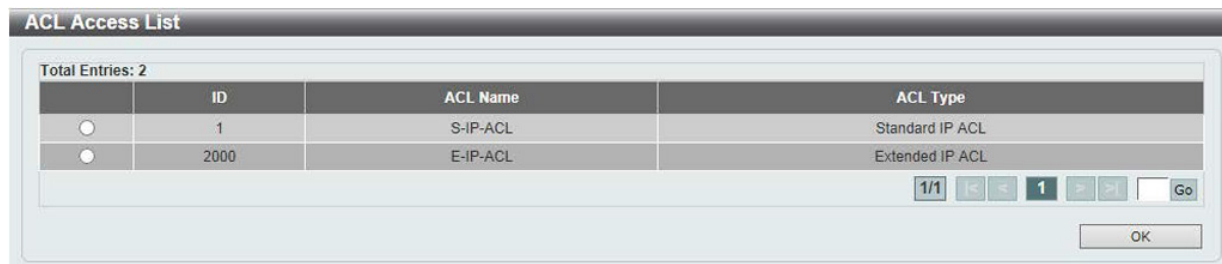 ACL Access List
Total Entries: 2
ID ACL Name ACL Type
1 S-IP-ACL Standard IP ACL
2000 E-IP-ACL Extended IP ACL
1/1 |< < 1 > >| Go
OK